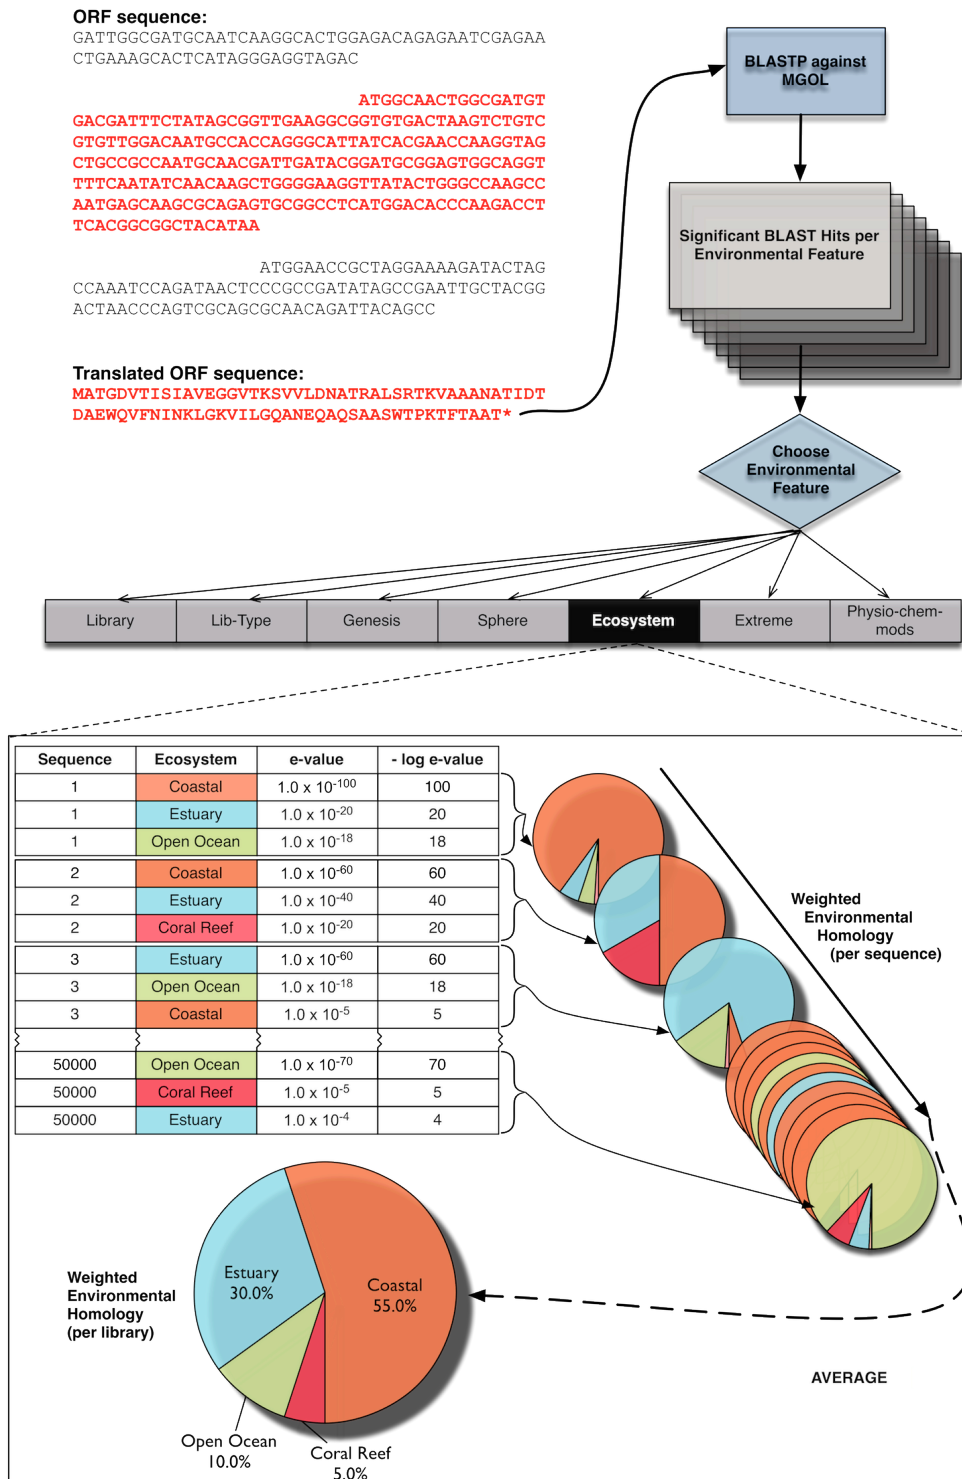 ORF sequence:
GATTGGCGATGCAATCAAGGCACTGGAGACAGAGAATCGAGAA
CTGAAAGCACTCATAGGGAGGTAGAC
ATGGCAACTGGCGATGT
GACGATTTCTATAGCGGTTGAAGGCGGTGTGACTAAGTCTGTC
GTGTTGGACAATGCCACCAGGGCATTATCACGAACCAAGGTAG
CTGCCGCCAATGCAACGATTGATACGGATGCGGAGTGGCAGGT
TTTCAATATCAACAAGCTGGGGAAGGTTATACTGGGCCAAGCC
AATGAGCAAGCGCAGAGTGCGGCCTCATGGACACCCAAGACCT
TCACGGCGGCTACATAA
ATGGAACCGCTAGGAAAAGATACTAG
CCAAATCCAGATAACTCCCGCCGATATAGCCGAATTGCTACGG
ACTAACCCAGTCGCAGCGCAACAGATTACAGCC
Translated ORF sequence:
MATGDVTISIAVEGGVTKSVVLDNATRALSRTKVAAANATIDT
DAEWQVFNINKLGKVILGQANEQAQSAASWTPKTFTAAT*
BLASTP against
MGOL
Significant BLAST Hits per
Environmental Feature
Choose
Environmental
Feature
Library Lib-Type Genesis Sphere Ecosystem Extreme Physio-chem-
mods
Sequence Ecosystem e-value - log e-value
1 Coastal 1.0 x 10-100 100
1 Estuary 1.0 x 10-20 20
1 Open Ocean 1.0 x 10-18 18
2 Coastal 1.0 x 10-60 60
2 Estuary 1.0 x 10-40 40
2 Coral Reef 1.0 x 10-20 20
3 Estuary 1.0 x 10-60 60
3 Open Ocean 1.0 x 10-18 18
3 Coastal 1.0 x 10-5 5
50000 Open Ocean 1.0 x 10-70 70
50000 Coral Reef 1.0 x 10-5 5
50000 Estuary 1.0 x 10-4 4
Weighted
Environmental
Homology
(per sequence)
Weighted
Environmental
Homology
(per library)
Estuary
30.0%
Coastal
55.0%
Open Ocean
10.0%
Coral Reef
5.0%
AVERAGE